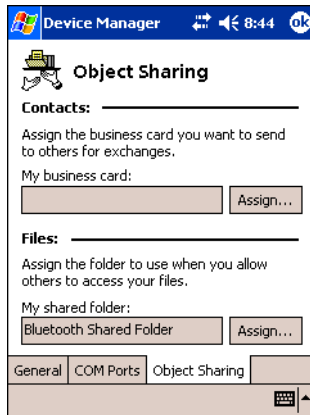 Device Manager 8:44 ok
Object Sharing
Contacts:
Assign the business card you want to send
to others for exchanges.
My business card:
Assign...
Files:
Assign the folder to use when you allow
others to access your files.
My shared folder:
Bluetooth Shared Folder Assign...
General COM Ports Object Sharing